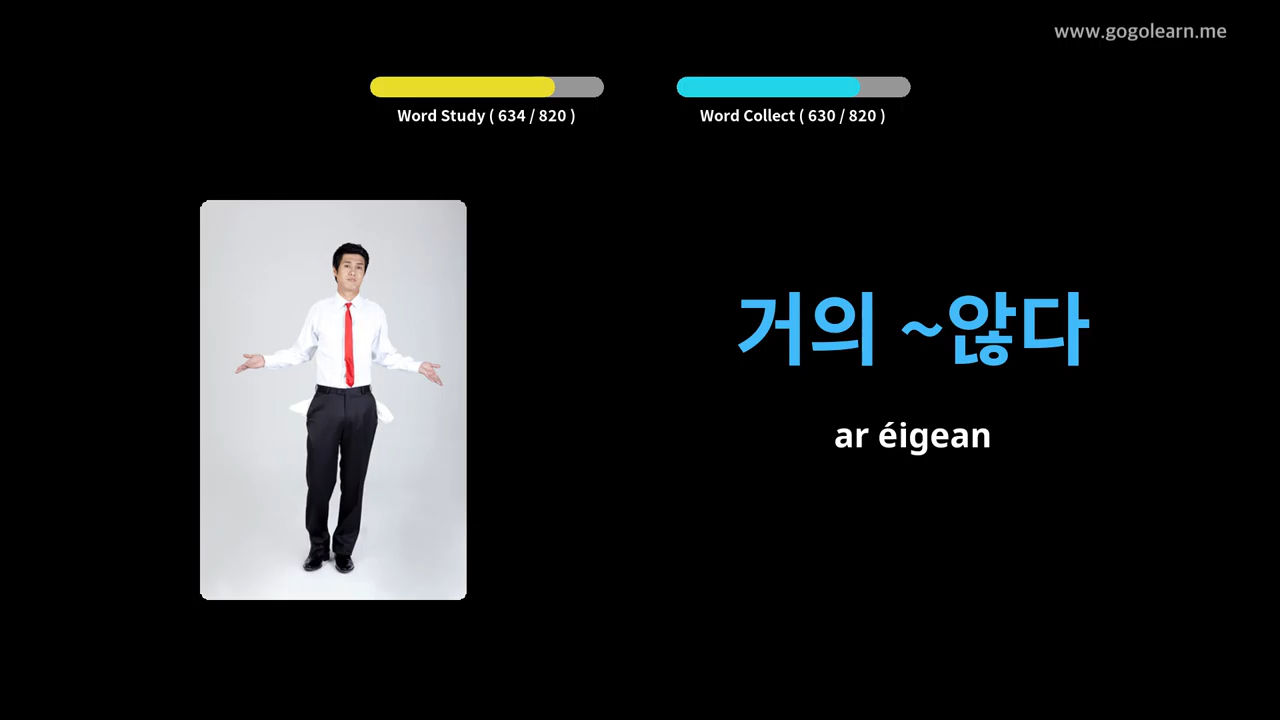 www.gogolearn.me
Word Study ( 634 / 820 )
Word Collect ( 630 / 820 )
거의 ~않다
ar éigean